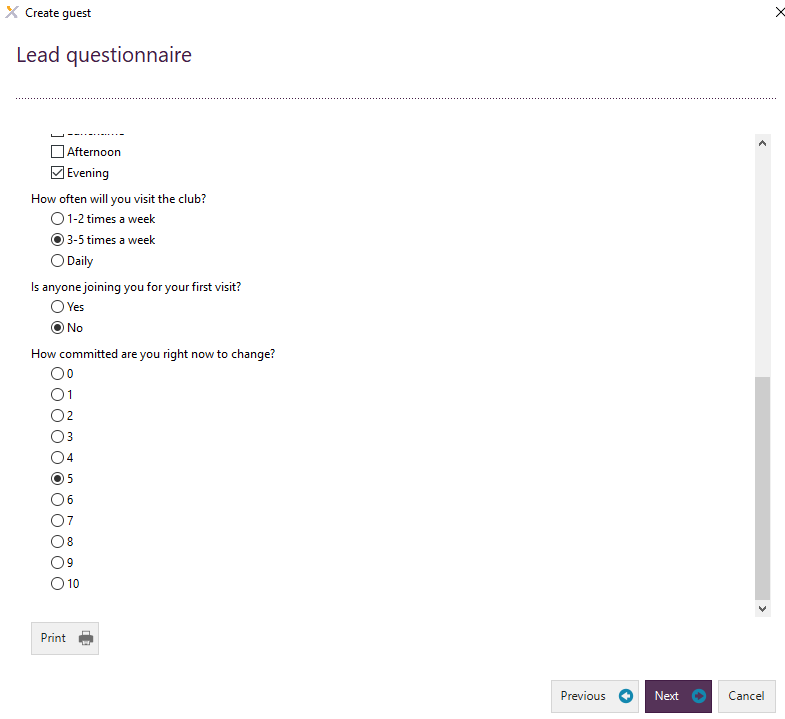 Create guest
Lead questionnaire
Afternoon
Evening
How often will you visit the club?
1-2 times a week
3-5 times a week
Daily
Is anyone joining you for your first visit?
Yes
No
How committed are you right now to change?
0
1
2
3
4
5
6
7
8
9
10
Print
Previous
Next
Cancel